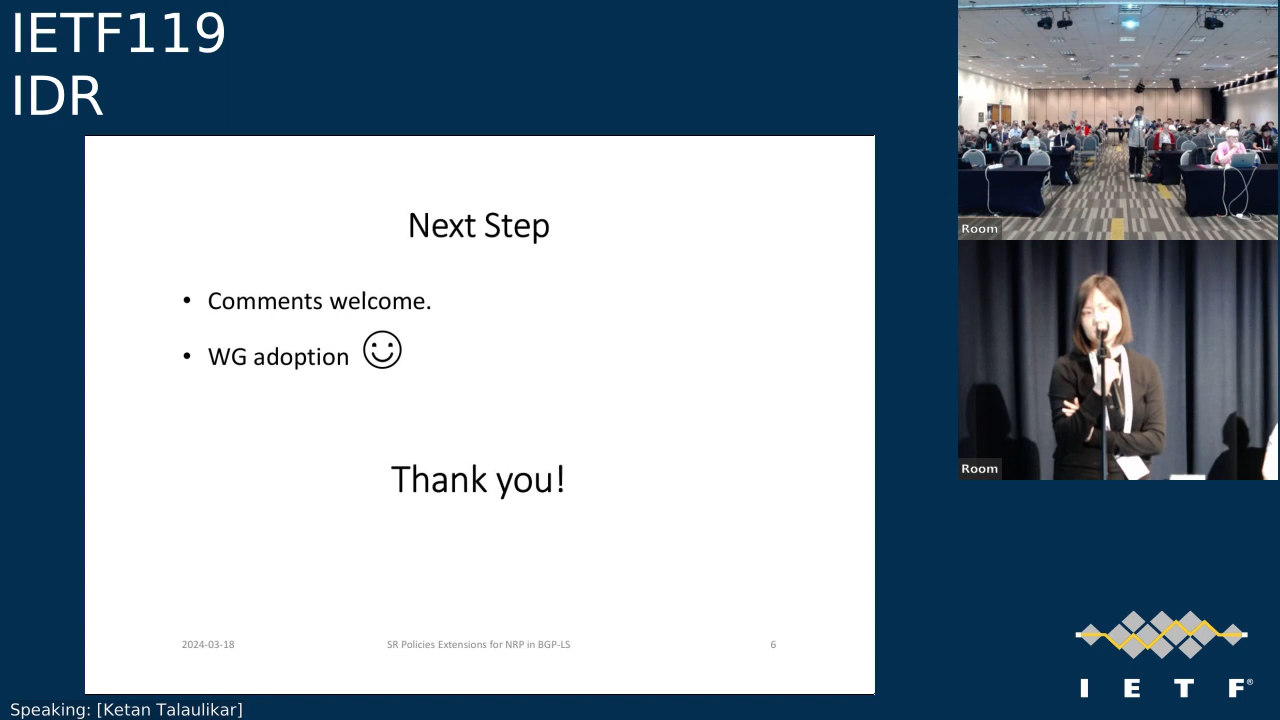 IETF119
IDR
Next Step
• Comments welcome.
• WG adoption
Thank you!
2024-03-18
SR Policies Extensions for NRP in BGP-LS
6
Room
Room
I E T F®
Speaking: [Ketan Talaulikar]